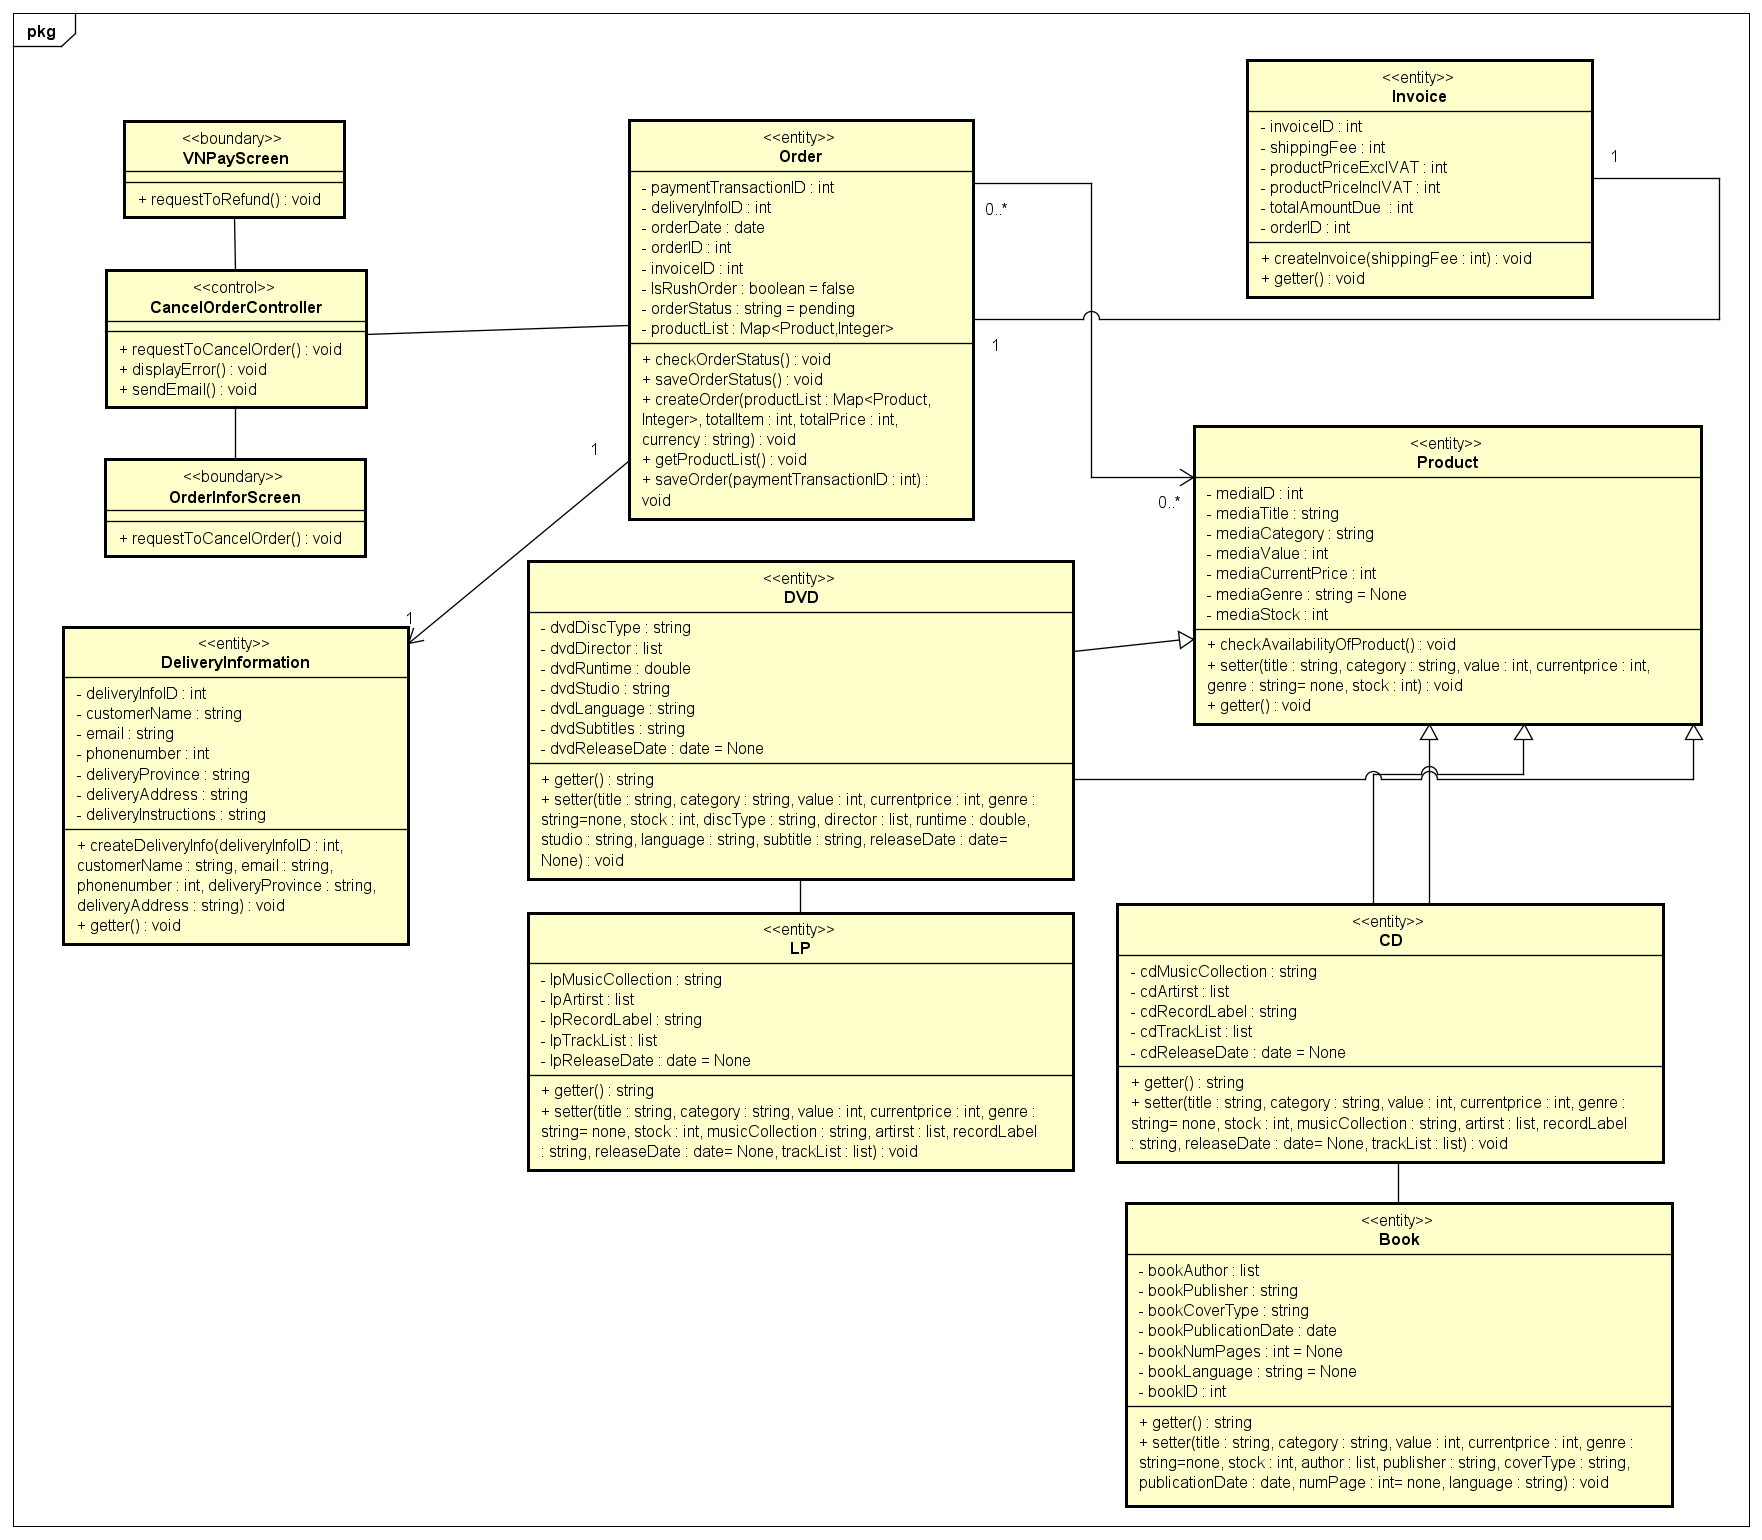 pkg
<<boundary>>
VNPayScreen
+ requestToRefund() : void
<<control>>
CancelOrderController
+ requestToCancelOrder() : void
+ displayError() : void
+ sendEmail() : void
<<boundary>>
OrderInforScreen
+ requestToCancelOrder() : void
<<entity>>
Order
- paymentTransactionID : int
- deliveryInfoID : int
- orderDate : date
- orderID : int
- invoiceID : int
- IsRushOrder : boolean = false
- orderStatus : string = pending
- productList : Map<Product,Integer>
+ checkOrderStatus() : void
+ saveOrderStatus() : void
+ createOrder(productList : Map<Product,
Integer>, totalItem : int, totalPrice : int,
currency : string) : void
+ getProductList() : void
+ saveOrder(paymentTransactionID : int) :
void
<<entity>>
Invoice
- invoiceID : int
- shippingFee : int
- productPriceExclVAT : int
- productPriceInclVAT : int
- totalAmountDue  : int
- orderID : int
+ createInvoice(shippingFee : int) : void
+ getter() : void
1
0..*
1
0..*
1
1
<<entity>>
Product
- mediaID : int
- mediaTitle : string
- mediaCategory : string
- mediaValue : int
- mediaCurrentPrice : int
- mediaGenre : string = None
- mediaStock : int
+ checkAvailabilityOfProduct() : void
+ setter(title : string, category : string, value : int, currentprice : int,
genre : string= none, stock : int) : void
+ getter() : void
<<entity>>
DeliveryInformation
- deliveryInfoID : int
- customerName : string
- email : string
- phonenumber : int
- deliveryProvince : string
- deliveryAddress : string
- deliveryInstructions : string
+ createDeliveryInfo(deliveryInfoID : int,
customerName : string, email : string,
phonenumber : int, deliveryProvince : string,
deliveryAddress : string) : void
+ getter() : void
<<entity>>
DVD
- dvdDiscType : string
- dvdDirector : list
- dvdRuntime : double
- dvdStudio : string
- dvdLanguage : string
- dvdSubtitles : string
- dvdReleaseDate : date = None
+ getter() : string
+ setter(title : string, category : string, value : int, currentprice : int, genre :
string=none, stock : int, discType : string, director : list, runtime : double,
studio : string, language : string, subtitle : string, releaseDate : date=
None) : void
<<entity>>
LP
- lpMusicCollection : string
- lpArtirst : list
- lpRecordLabel : string
- lpTrackList : list
- lpReleaseDate : date = None
+ getter() : string
+ setter(title : string, category : string, value : int, currentprice : int, genre :
string= none, stock : int, musicCollection : string, artirst : list, recordLabel
: string, releaseDate : date= None, trackList : list) : void
<<entity>>
CD
- cdMusicCollection : string
- cdArtirst : list
- cdRecordLabel : string
- cdTrackList : list
- cdReleaseDate : date = None
+ getter() : string
+ setter(title : string, category : string, value : int, currentprice : int, genre :
string= none, stock : int, musicCollection : string, artirst : list, recordLabel
: string, releaseDate : date= None, trackList : list) : void
<<entity>>
Book
- bookAuthor : list
- bookPublisher : string
- bookCoverType : string
- bookPublicationDate : date
- bookNumPages : int = None
- bookLanguage : string = None
- bookID : int
+ getter() : string
+ setter(title : string, category : string, value : int, currentprice : int, genre :
string=none, stock : int, author : list, publisher : string, coverType : string,
publicationDate : date, numPage : int= none, language : string) : void